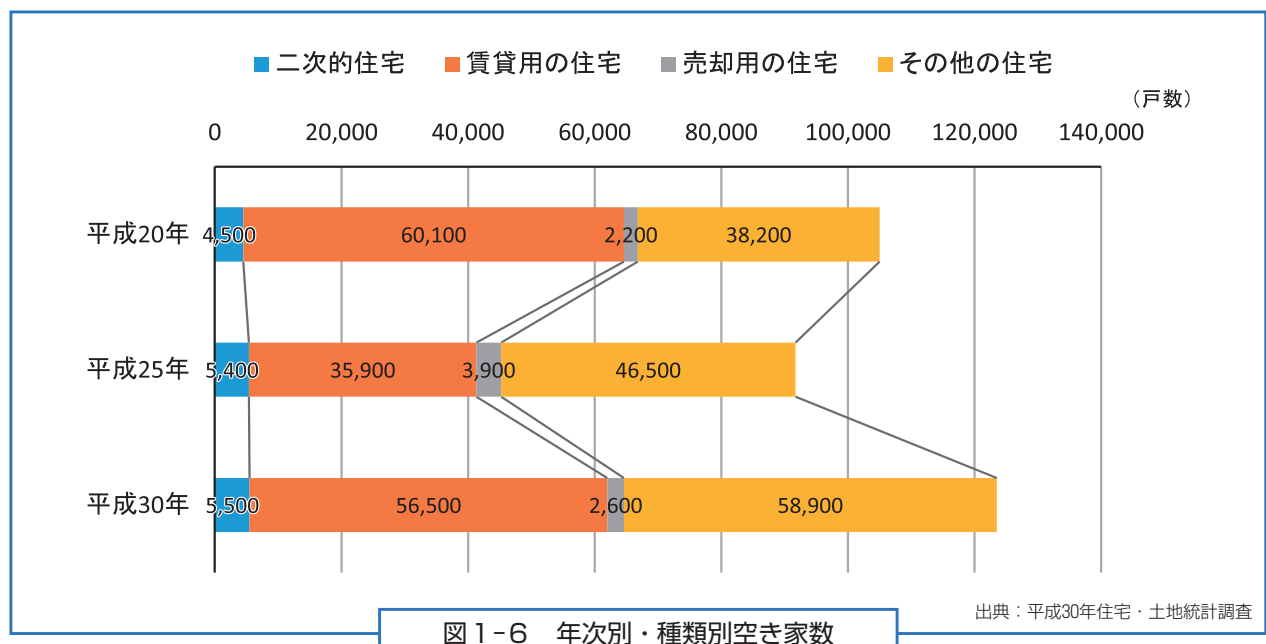 二次的住宅 賃貸用の住宅 売却用の住宅 その他の住宅
（戸数）
0 20,000 40,000 60,000 80,000 100,000 120,000 140,000
平成20年 4,500 60,100 2,200 38,200
平成25年 5,400 35,900 3,900 46,500
平成30年 5,500 56,500 2,600 58,900
出典：平成30年住宅・土地統計調査
図1-6　年次別・種類別空き家数